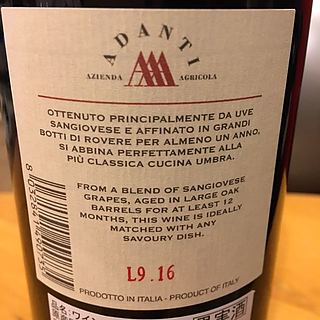 ADANTI
AZIENDA AGRICOLA
OTTENUTO PRINCIPALMENTE DA UVE
SANGIOVESE E AFFINATO IN GRANDI
BOTTI DI ROVERE PER ALMENO UN ANNO,
SI ABBINA PERFETTAMENTE ALLA
PIÙ CLASSICA CUCINA UMBRA.
FROM A BLEND OF SANGIOVESE
GRAPES, AGED IN LARGE OAK
BARRELS FOR AT LEAST 12
MONTHS, THIS WINE IS IDEALLY
MATCHED WITH ANY
SAVOURY DISH.
L9.16
PRODOTTO IN ITALIA - PRODUCT OF ITALY
果実酒